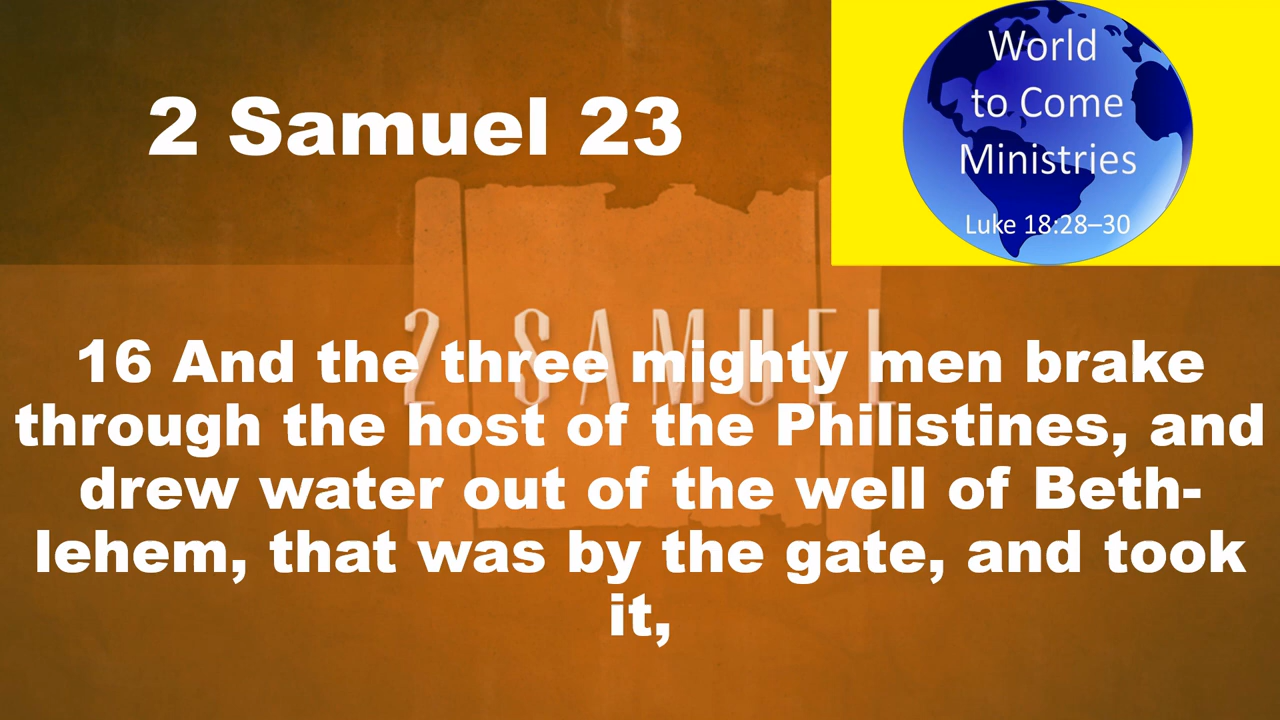 2 Samuel 23
World
to Come
Ministries
Luke 18:28–30
2 SAMUEL
16 And the three mighty men brake
through the host of the Philistines, and
drew water out of the well of Beth-
lehem, that was by the gate, and took
it,